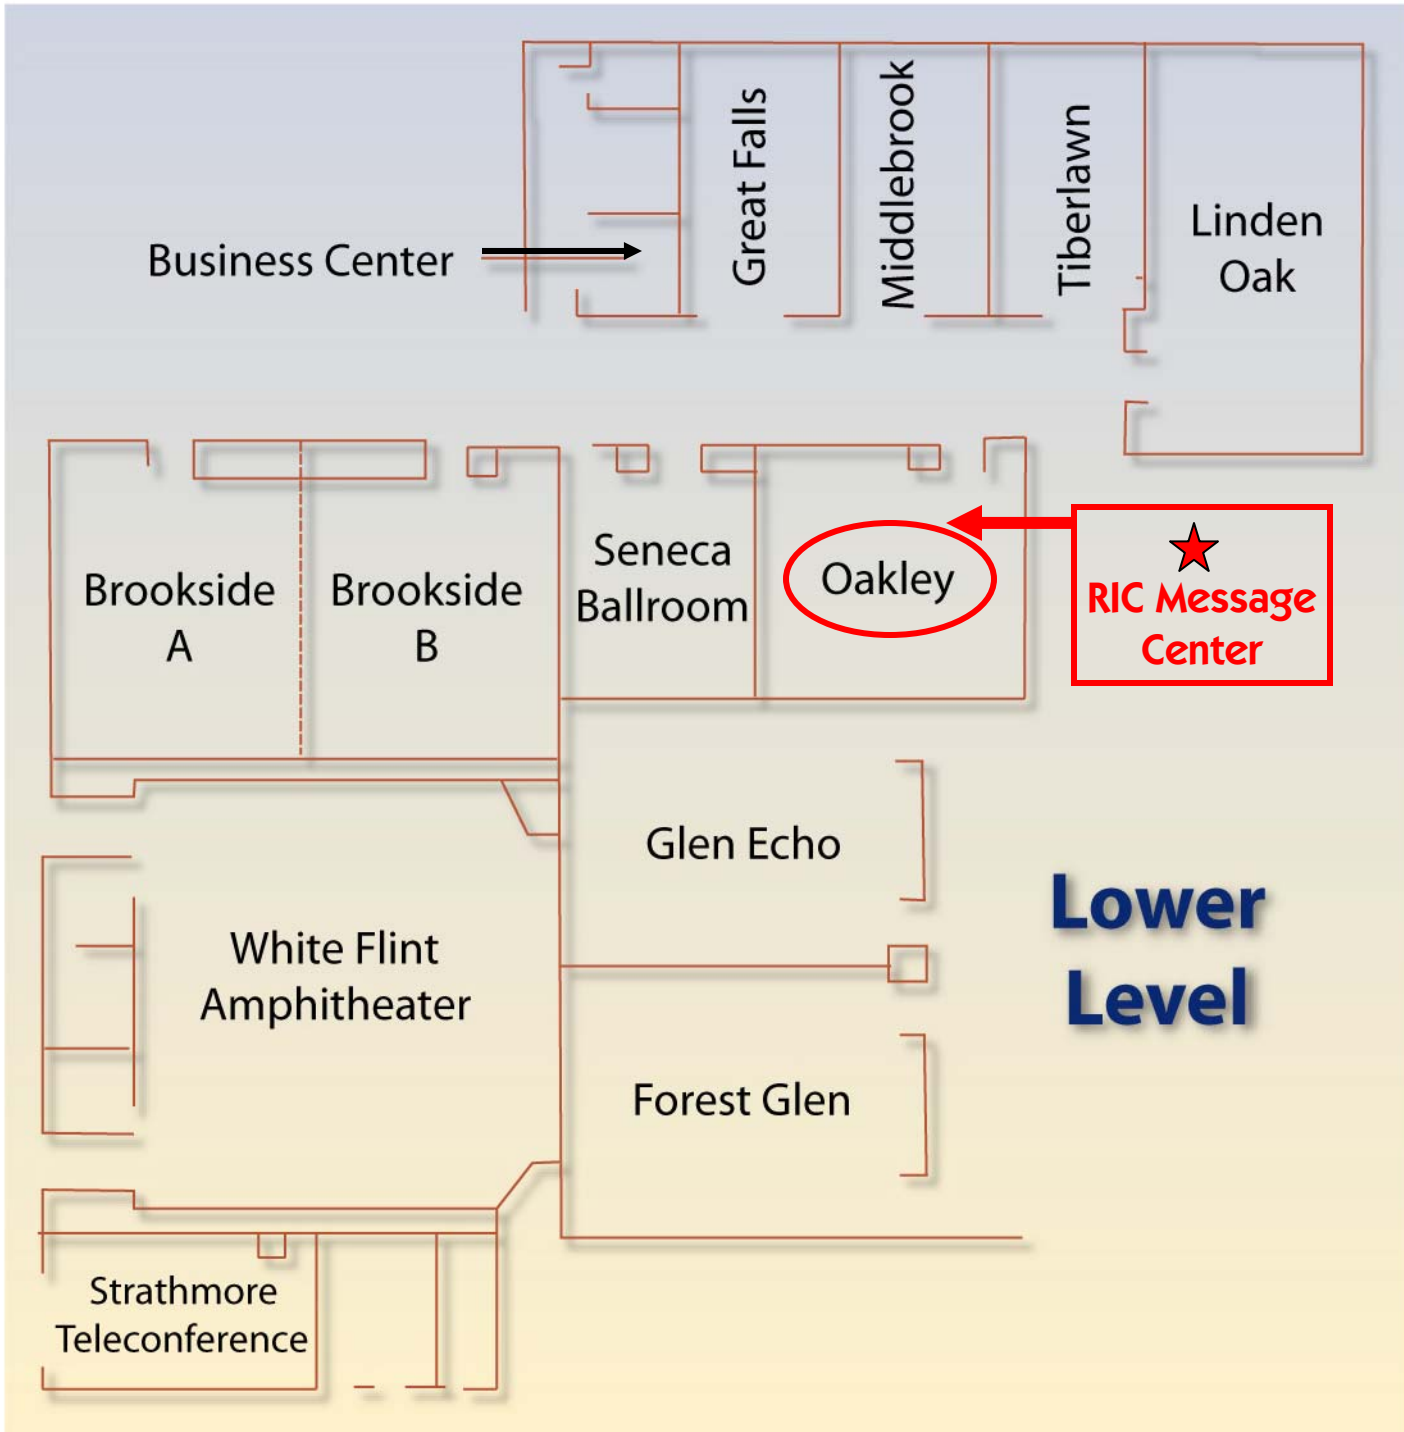 Great Falls
Middlebrook
Tiberlawn
Linden
Oak
Business Center
Brookside
A
Brookside
B
Seneca
Ballroom
Oakley
RIC Message
Center
Glen Echo
Lower
Level
White Flint
Amphitheater
Forest Glen
Strathmore
Teleconference